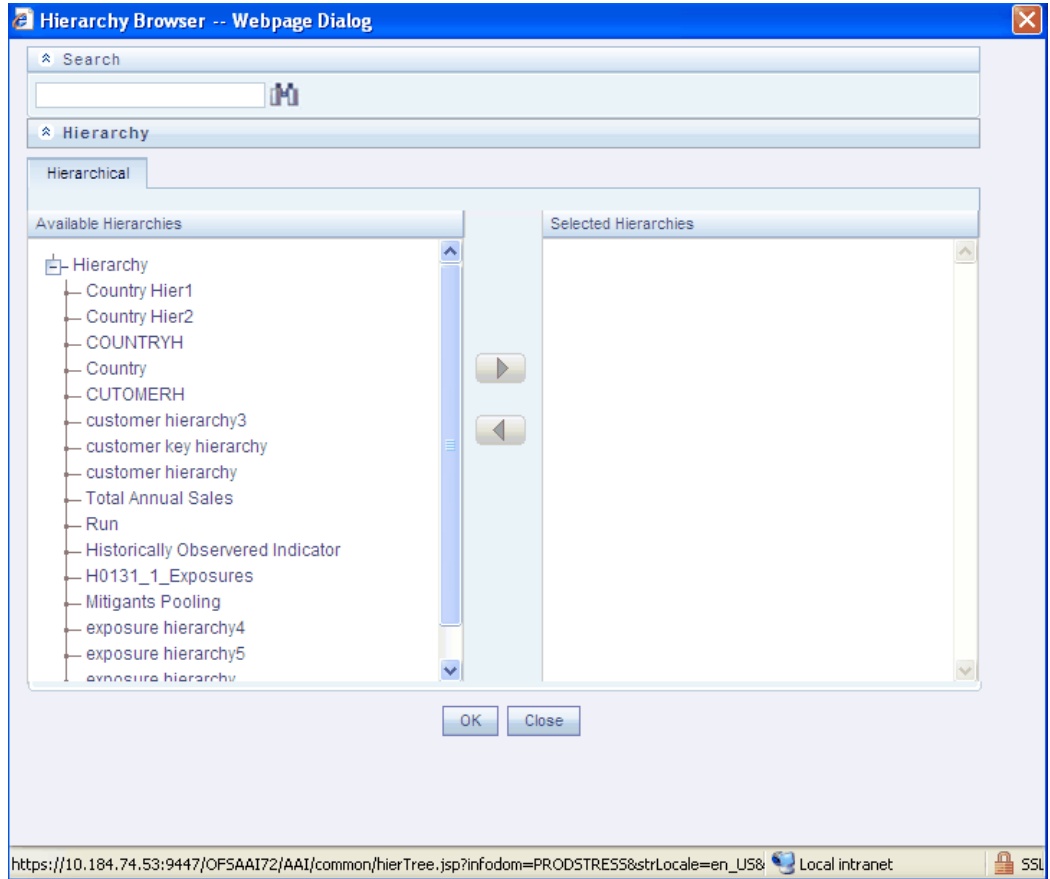 Hierarchy Browser -- Webpage Dialog
Search
Hierarchy
Hierarchical
Available Hierarchies
Selected Hierarchies
Hierarchy
Country Hier1
Country Hier2
COUNTRYH
Country
CUTOMERH
customer hierarchy3
customer key hierarchy
customer hierarchy
Total Annual Sales
Run
Historically Observered Indicator
H0131_1_Exposures
Mitigants Pooling
exposure hierarchy4
exposure hierarchy5
exposure hierarchy
OK
Close
https://10.184.74.53:9447/OFSAAI72/AAI/common/hierTree.jsp?infodom=PRODSTRESS&strLocale=en_US& Local intranet SSL